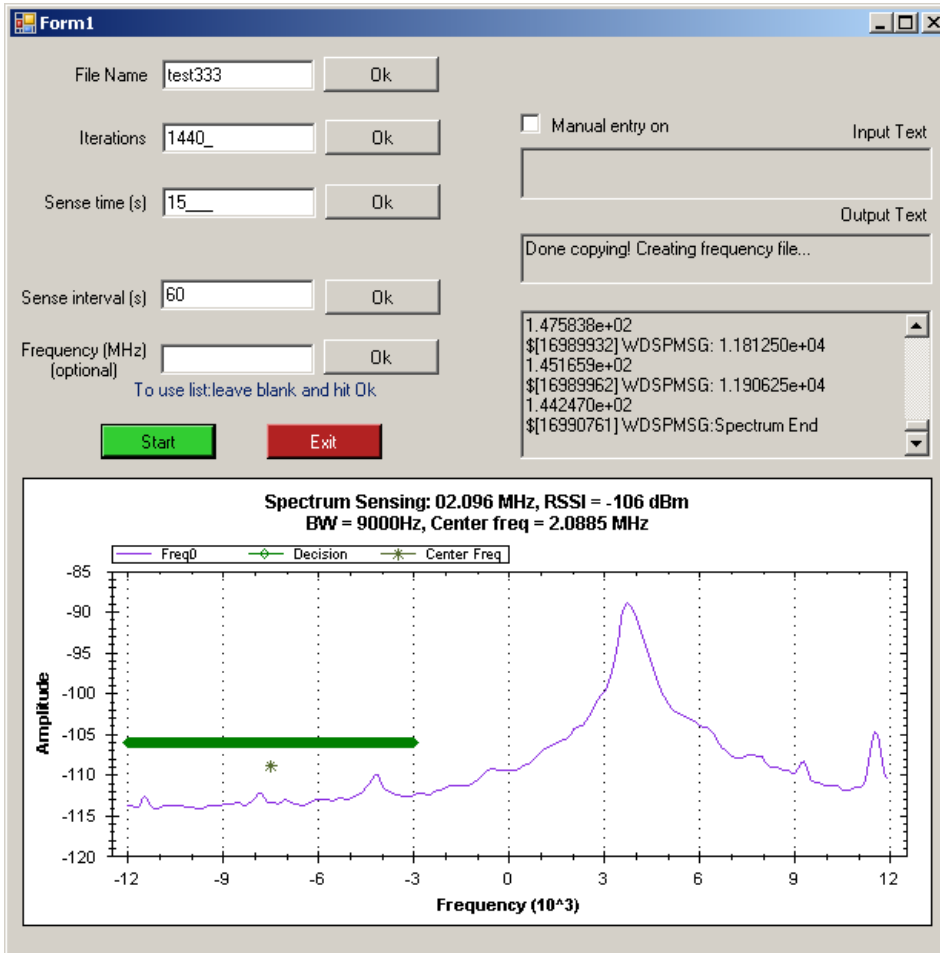 Form1
File Name test333 Ok
Iterations 1440_ Ok
Sense time (s) 15___ Ok
Sense interval (s) 60 Ok
Frequency (MHz) Ok
(optional)
To use list:leave blank and hit Ok
Start Exit
Manual entry on
Input Text
Output Text
Done copying! Creating frequency file...
1.475838e+02
$[16989932] WDSPMSG: 1.181250e+04
1.451659e+02
$[16989962] WDSPMSG: 1.190625e+04
1.442470e+02
$[16990761] WDSPMSG:Spectrum End
Spectrum Sensing: 02.096 MHz, RSSI = -106 dBm
BW = 9000Hz, Center freq = 2.0885 MHz
Freq0 Decision Center Freq
-85
-90
-95
-100
-105
-110
-115
-120
Amplitude
-12 -9 -6 -3 0 3 6 9 12
Frequency (10^3)